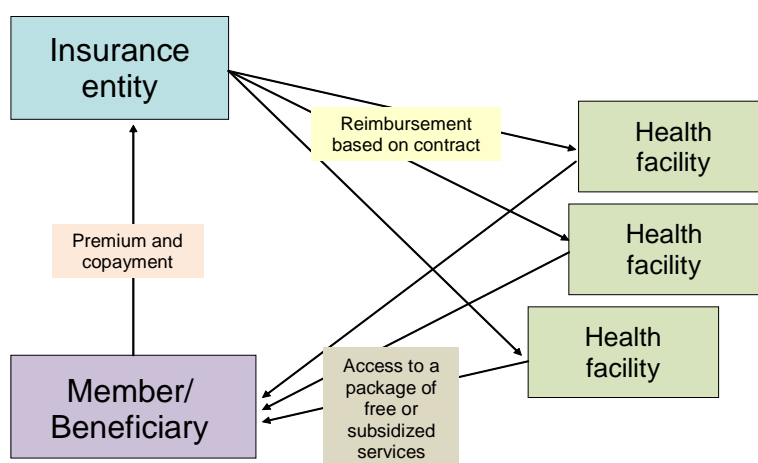 Insurance
entity
Reimbursement
based on contract
Health
facility
Premium and
copayment
Health
facility
Health
facility
Member/
Beneficiary
Access to a
package of
free or
subsidized
services